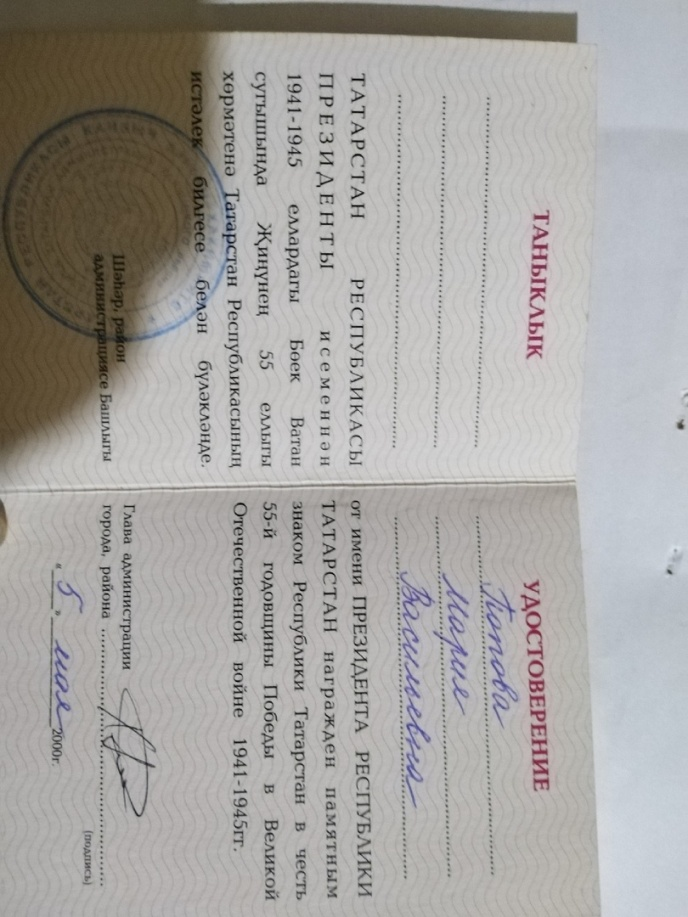 ТАНЫКЛЫК
ТАТАРСТАН РЕСПУБЛИКАСЫ
ПРЕЗИДЕНТЫ исеменнән
1941-1945 еллардагы Бөек Ватан
сугышында Җиңүнең 55 еллыгы
хөрмәтенә Татарстан Республикасының
истәлек билгесе белән бүләкләнде.
Шәһәр, район
администрациясе Башлыгы
УДОСТОВЕРЕНИЕ
Попова
Мария
Васильевна
от имени ПРЕЗИДЕНТА РЕСПУБЛИКИ
ТАТАРСТАН награжден памятным
знаком Республики Татарстан в честь
55-й годовщины Победы в Великой
Отечественной войне 1941-1945гг.
Глава администрации
города, района
(подпись)
« 5 » мая 2000г.